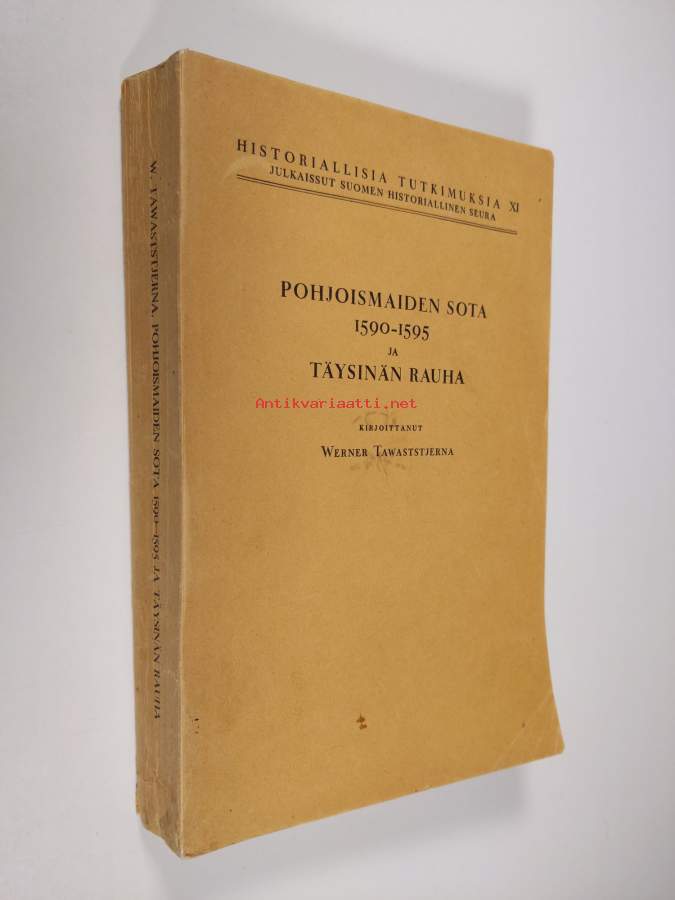 HISTORIALLISIA TUTKIMUKSIA XI
JULKAISSUT SUOMEN HISTORIALLINEN SEURA
POHJOISMAIDEN SOTA
1590-1595
JA
TÄYSINÄN RAUHA
Antikvariaatti.net
KIRJOITTANUT
WERNER TAWASTSTJERNA
W. TAWASTSTJERNA. POHJOISMAIDEN SOTA 1590—1595 JA TÄYSINÄN RAUHA